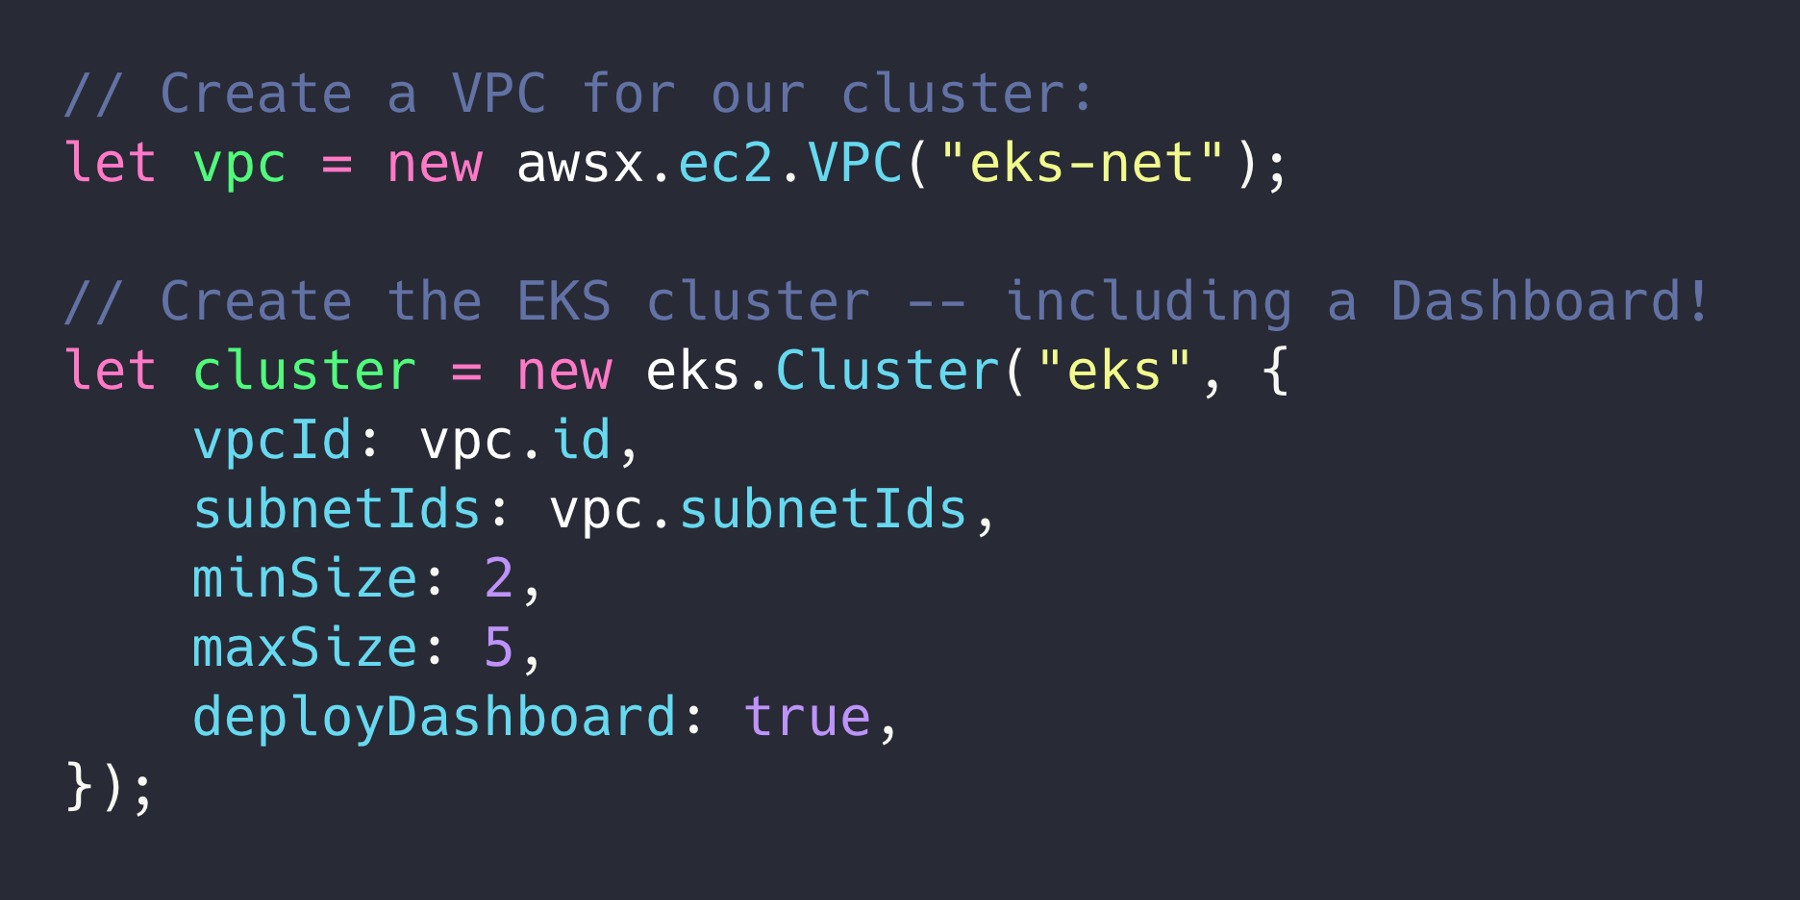 // Create a VPC for our cluster:
let vpc = new awsx.ec2.VPC("eks-net");
// Create the EKS cluster -- including a Dashboard!
let cluster = new eks.Cluster("eks", {
    vpcId: vpc.id,
    subnetIds: vpc.subnetIds,
    minSize: 2,
    maxSize: 5,
    deployDashboard: true,
});